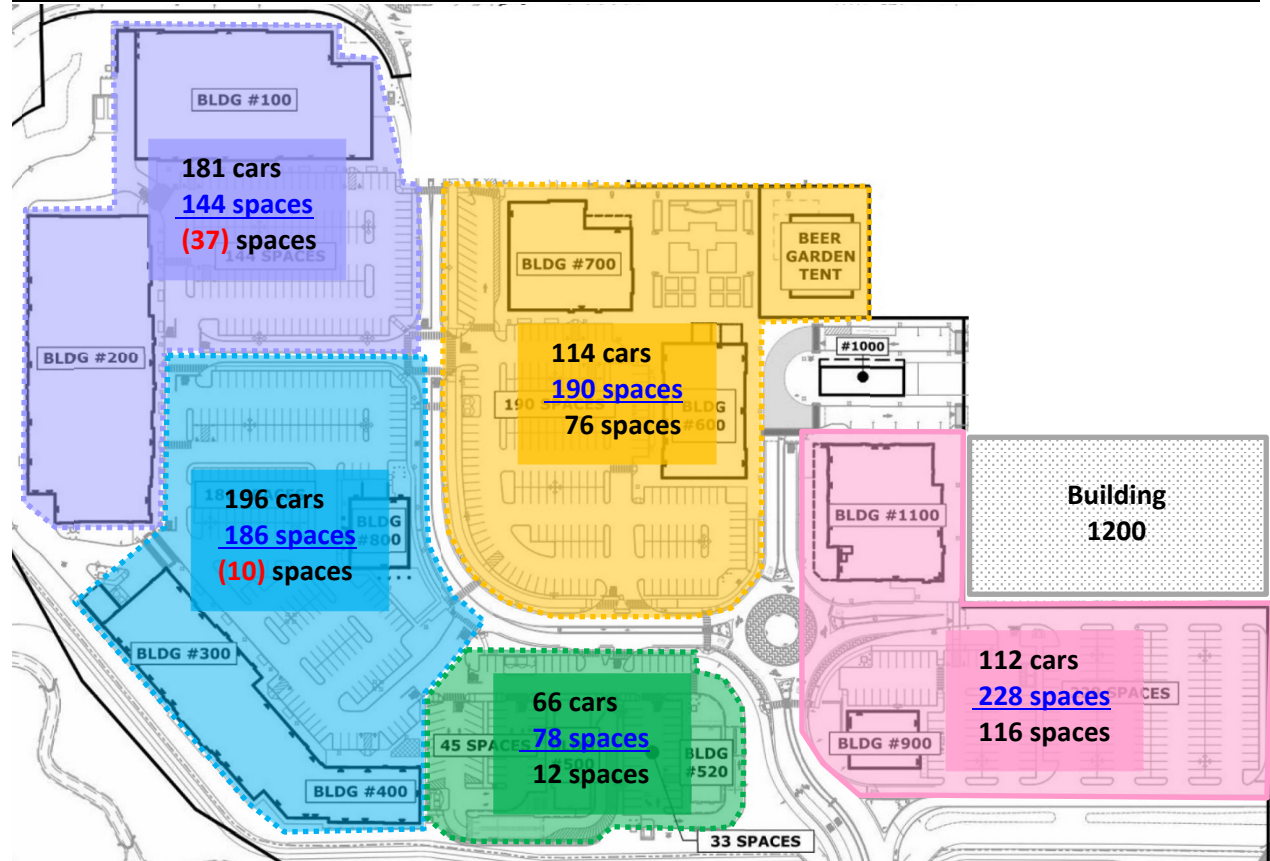 BLDG #100
181 cars
144 spaces
(37) spaces
144 SPACES
BLDG #200
BLDG #700
BEER
GARDEN
TENT
114 cars
190 spaces
76 spaces
190 SPACES
BLDG
#600
#1000
196 cars
186 spaces
(10) spaces
BLDG
#800
BLDG #1100
Building
1200
BLDG #300
BLDG #400
66 cars
78 spaces
12 spaces
45 SPACES
#500
BLDG
#520
33 SPACES
112 cars
228 spaces
116 spaces
SPACES
BLDG #900